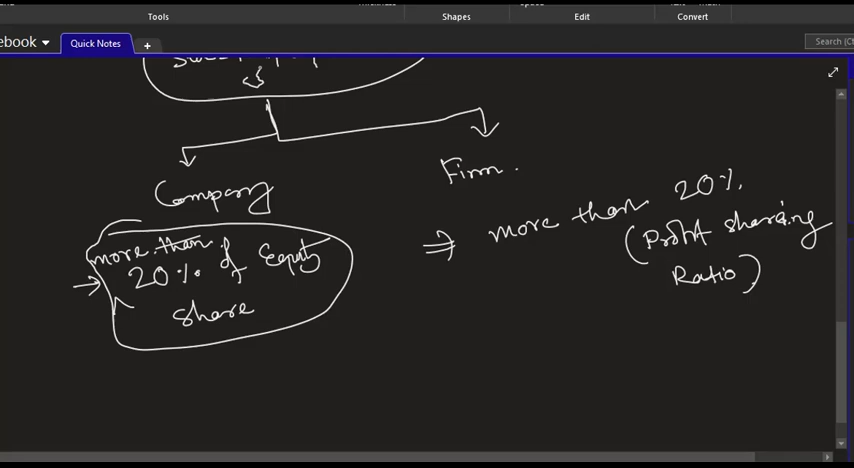 Tools
Shapes
Edit
Convert
ebook
Quick Notes
+
Search (C
Company
Firm.
more than
20% of Equity
share
⇒ more than 20%.
(Profit sharing
Ratio)